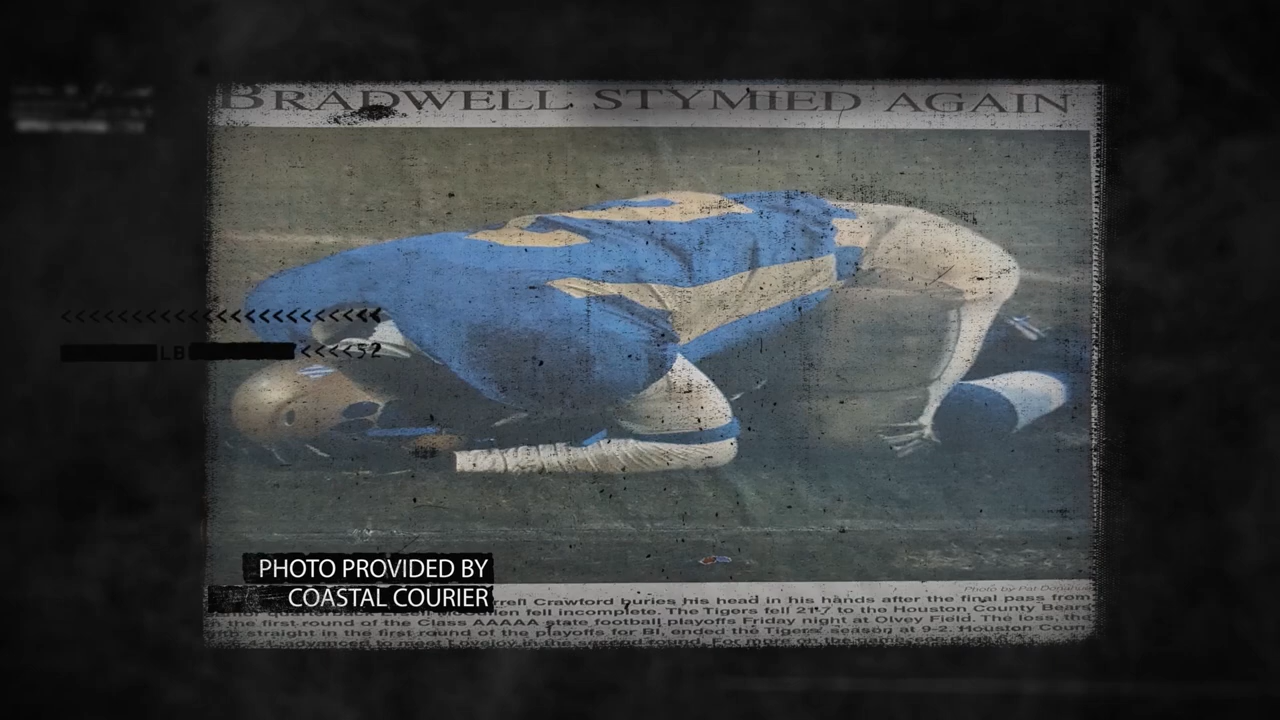 BRADWELL STYMIED AGAIN
<<<<<<<<<<<<<<<<<<<<<<<
LB <<<<52
PHOTO PROVIDED BY
COASTAL COURIER
Photo by Pat
Crawford buries his head in his hands after the final pass from
fell incomplete. The Tigers fell 21-7 to the Houston County Bears
the first round of the Class AAAAA state football playoffs Friday night at Olvey Field. The loss, the
straight in the first round of the playoffs for BI, ended the Tigers' season at 9-2. Houston
advanced to meet Lovejoy in the second round. For more on the game